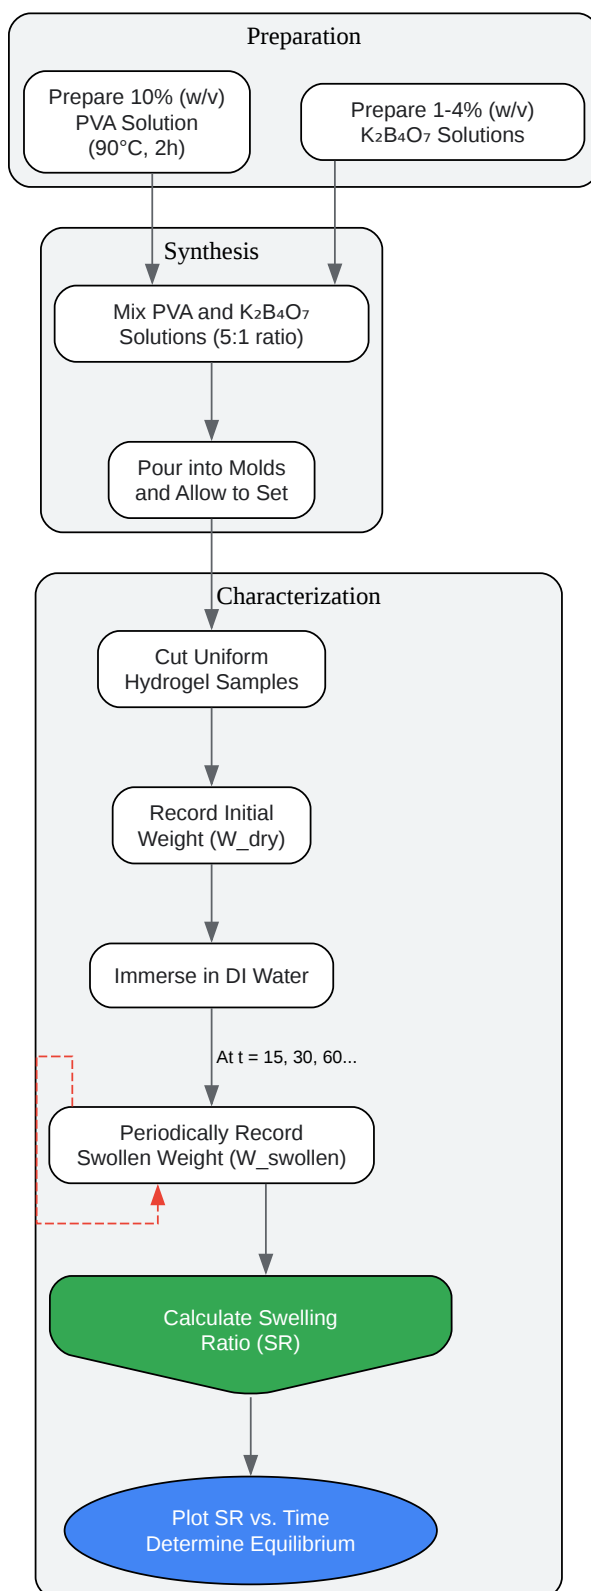 Preparation
Prepare 10% (w/v)
PVA Solution
(90°C, 2h)
Prepare 1-4% (w/v)
K₂B₄O₇ Solutions
Synthesis
Mix PVA and K₂B₄O₇
Solutions (5:1 ratio)
Pour into Molds
and Allow to Set
Characterization
Cut Uniform
Hydrogel Samples
Record Initial
Weight (W_dry)
Immerse in DI Water
At t = 15, 30, 60...
Periodically Record
Swollen Weight (W_swollen)
Calculate Swelling
Ratio (SR)
Plot SR vs. Time
Determine Equilibrium